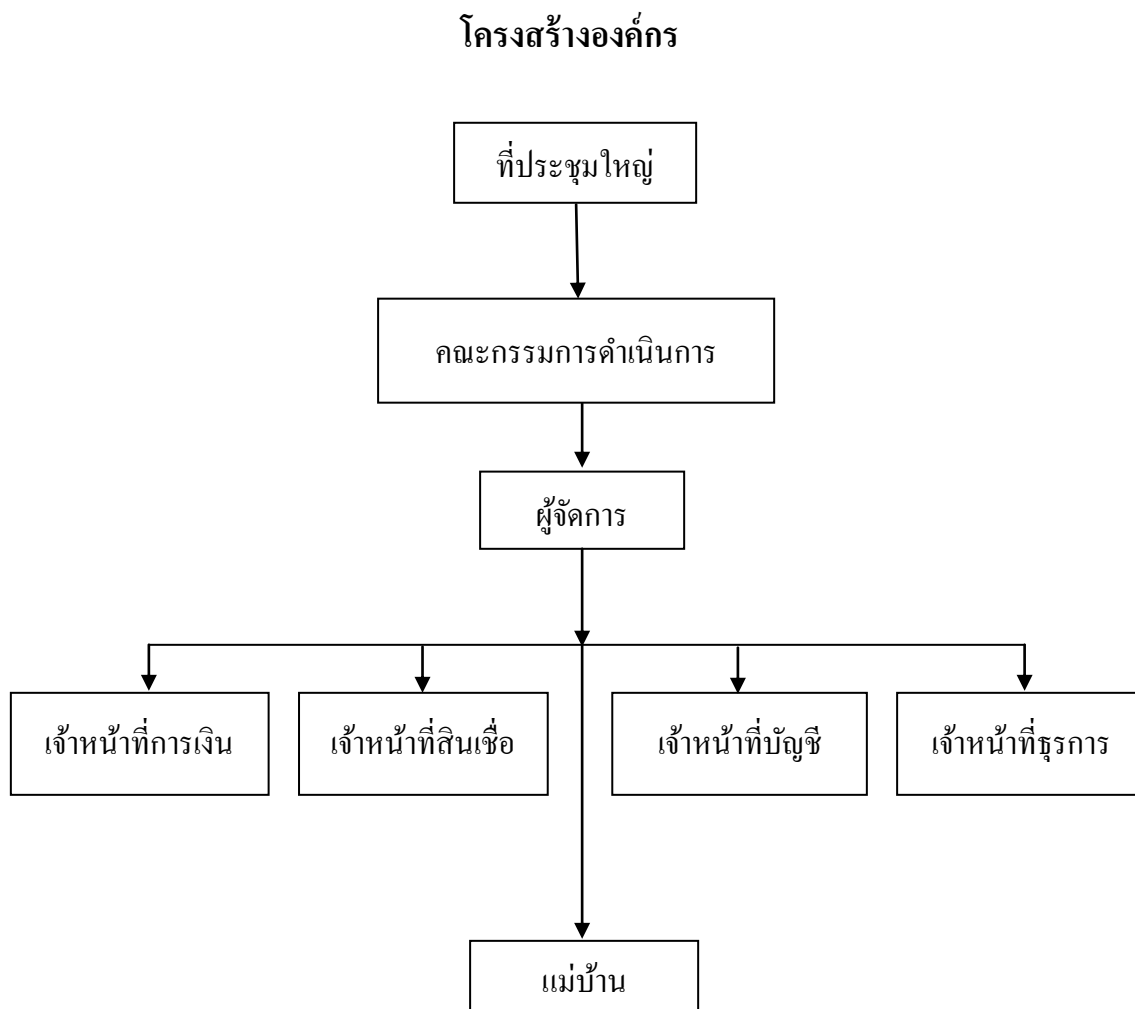 โครงสร้างองค์กร
ที่ประชุมใหญ่
คณะกรรมการดำเนินการ
ผู้จัดการ
เจ้าหน้าที่การเงิน
เจ้าหน้าที่สินเชื่อ
เจ้าหน้าที่บัญชี
เจ้าหน้าที่ธุรการ
แม่บ้าน